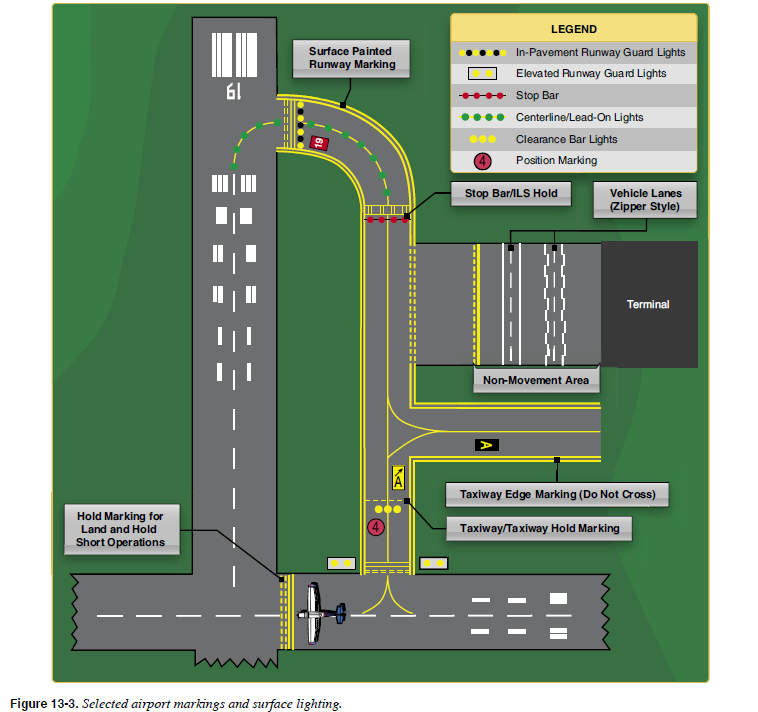 LEGEND
In-Pavement Runway Guard Lights
Elevated Runway Guard Lights
Stop Bar
Centerline/Lead-On Lights
Clearance Bar Lights
4
Position Marking
Surface Painted
Runway Marking
19
19
Stop Bar/ILS Hold
Vehicle Lanes
(Zipper Style)
Terminal
Non-Movement Area
A
A
Taxiway Edge Marking (Do Not Cross)
Hold Marking for
Land and Hold
Short Operations
4
Taxiway/Taxiway Hold Marking
Figure 13-3. Selected airport markings and surface lighting.